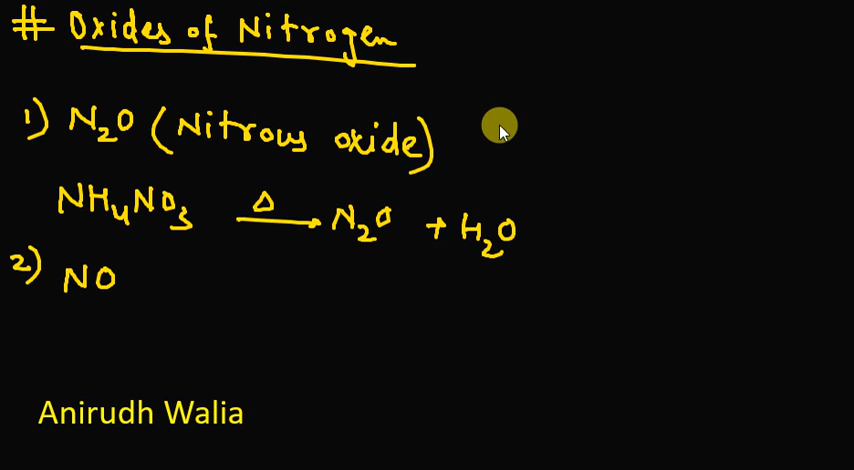 # Oxides of Nitrogen
1) N₂O (Nitrous oxide)
NH₄NO₃ —Δ→ N₂O + H₂O
2) NO
Anirudh Walia